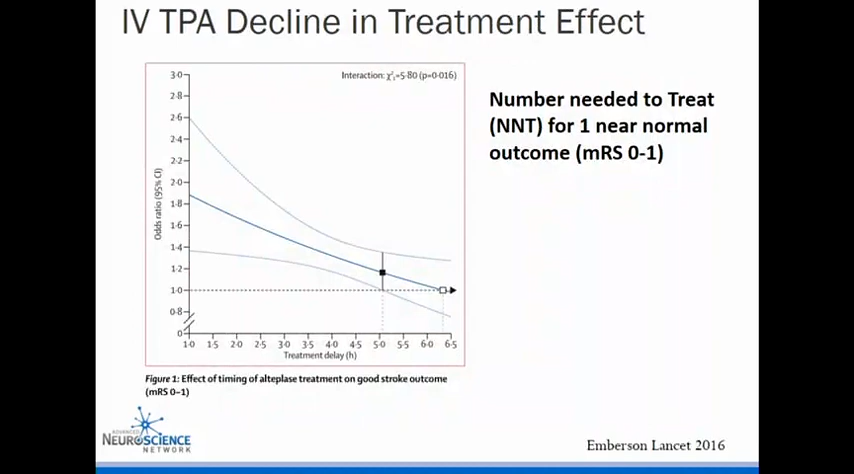 IV TPA Decline in Treatment Effect
Interaction: χ²₁=5·80 (p=0·016)
Odds ratio (95% CI)
3·0
2·8
2·6
2·4
2·2
2·0
1·8
1·6
1·4
1·2
1·0
0·8
0
1·0 1·5 2·0 2·5 3·0 3·5 4·0 4·5 5·0 5·5 6·0 6·5
Treatment delay (h)
Figure 1: Effect of timing of alteplase treatment on good stroke outcome
(mRS 0–1)
Number needed to Treat
(NNT) for 1 near normal
outcome (mRS 0-1)
ADVANCED
NEUROSCIENCE
NETWORK
Emberson Lancet 2016